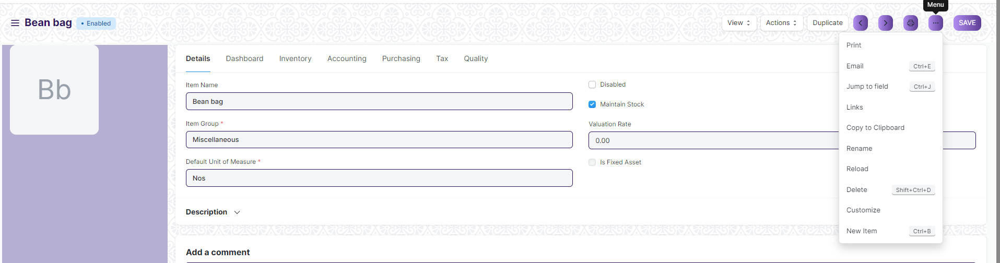 Menu
Bean bag
• Enabled
View
Actions
Duplicate
SAVE
Bb
Details
Dashboard
Inventory
Accounting
Purchasing
Tax
Quality
Item Name
Bean bag
Item Group *
Miscellaneous
Default Unit of Measure *
Nos
Disabled
Maintain Stock
Valuation Rate
0.00
Is Fixed Asset
Description
Add a comment
Print
Email Ctrl+E
Jump to field Ctrl+J
Links
Copy to Clipboard
Rename
Reload
Delete Shift+Ctrl+D
Customize
New Item Ctrl+B